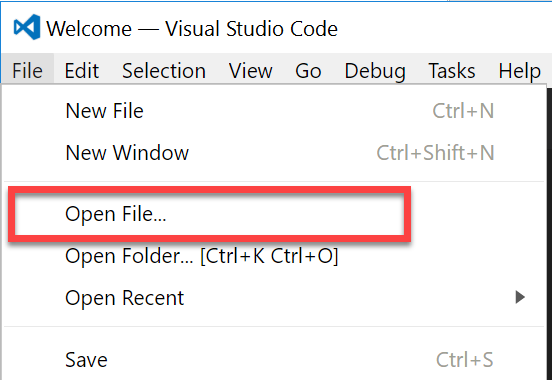 Welcome — Visual Studio Code
File Edit Selection View Go Debug Tasks Help
New File Ctrl+N
New Window Ctrl+Shift+N
Open File...
Open Folder... [Ctrl+K Ctrl+O]
Open Recent
Save Ctrl+S